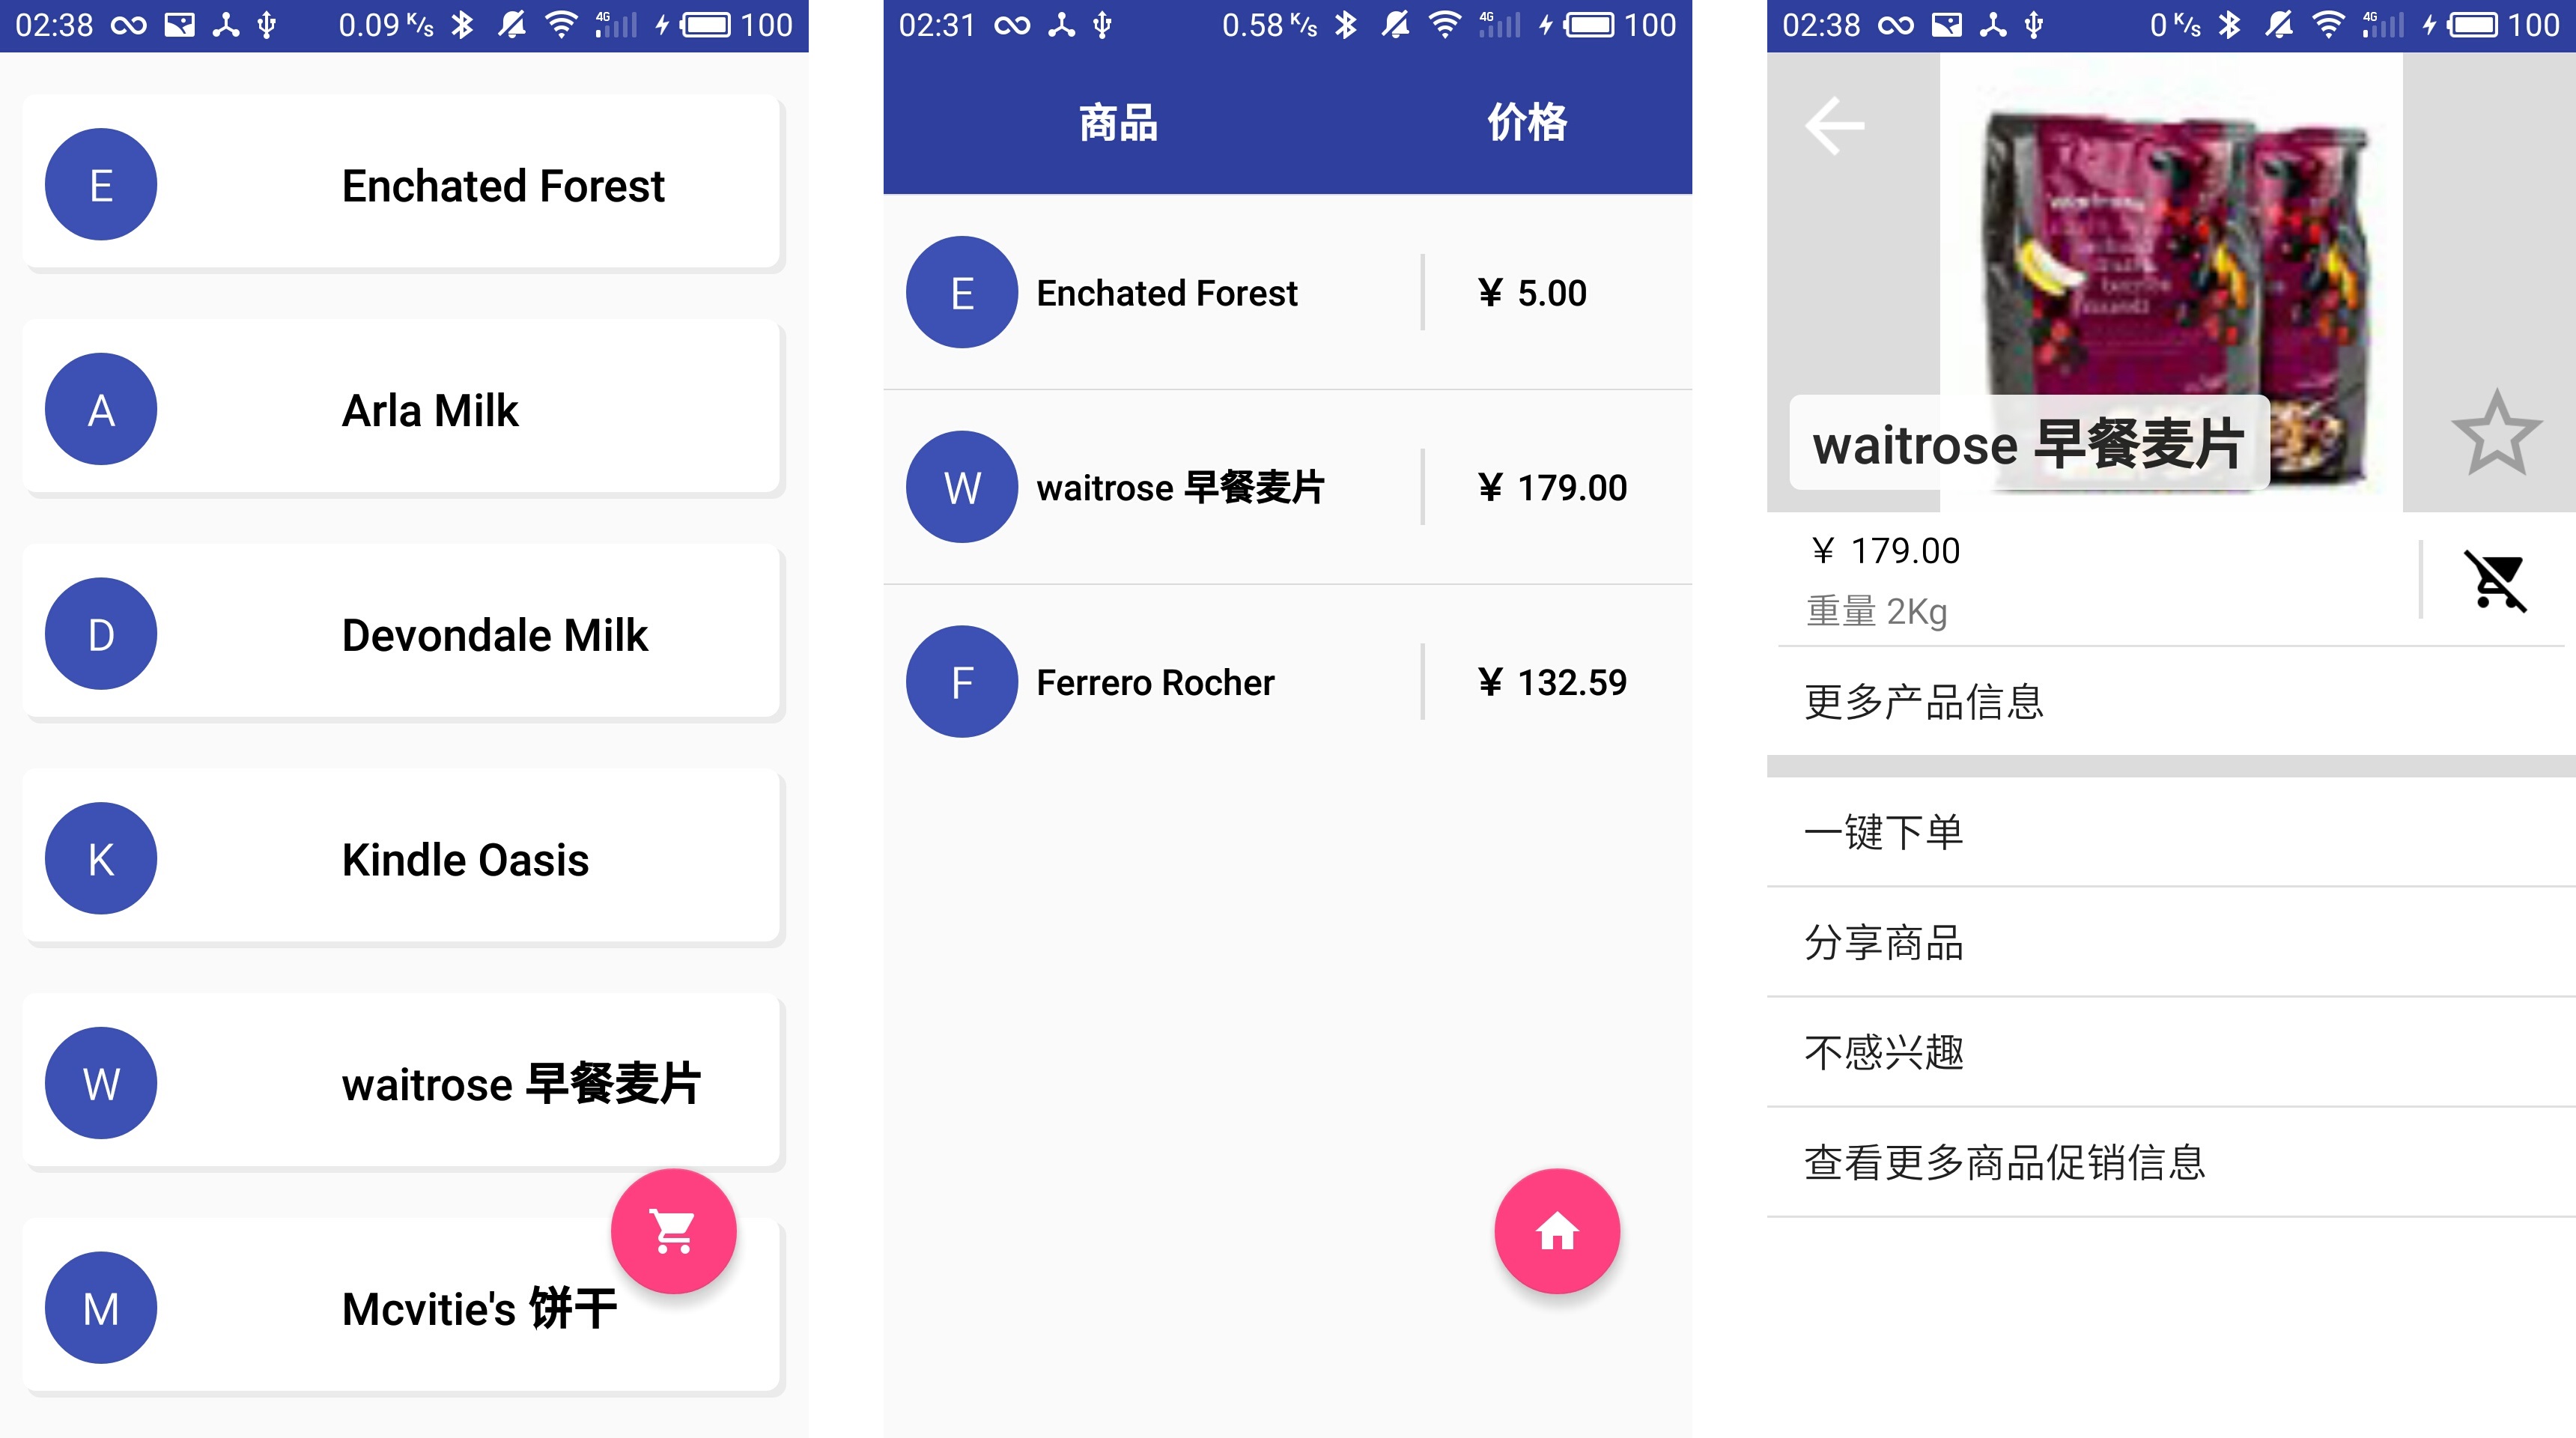 02:38 0.09 K/s 4G 100
E Enchated Forest
A Arla Milk
D Devondale Milk
K Kindle Oasis
W waitrose 早餐麦片
M Mcvitie's 饼干
02:31 0.58 K/s 4G 100
商品 价格
E Enchated Forest ¥ 5.00
W waitrose 早餐麦片 ¥ 179.00
F Ferrero Rocher ¥ 132.59
02:38 0 K/s 4G 100
waitrose 早餐麦片
¥ 179.00
重量 2Kg
更多产品信息
一键下单
分享商品
不感兴趣
查看更多商品促销信息